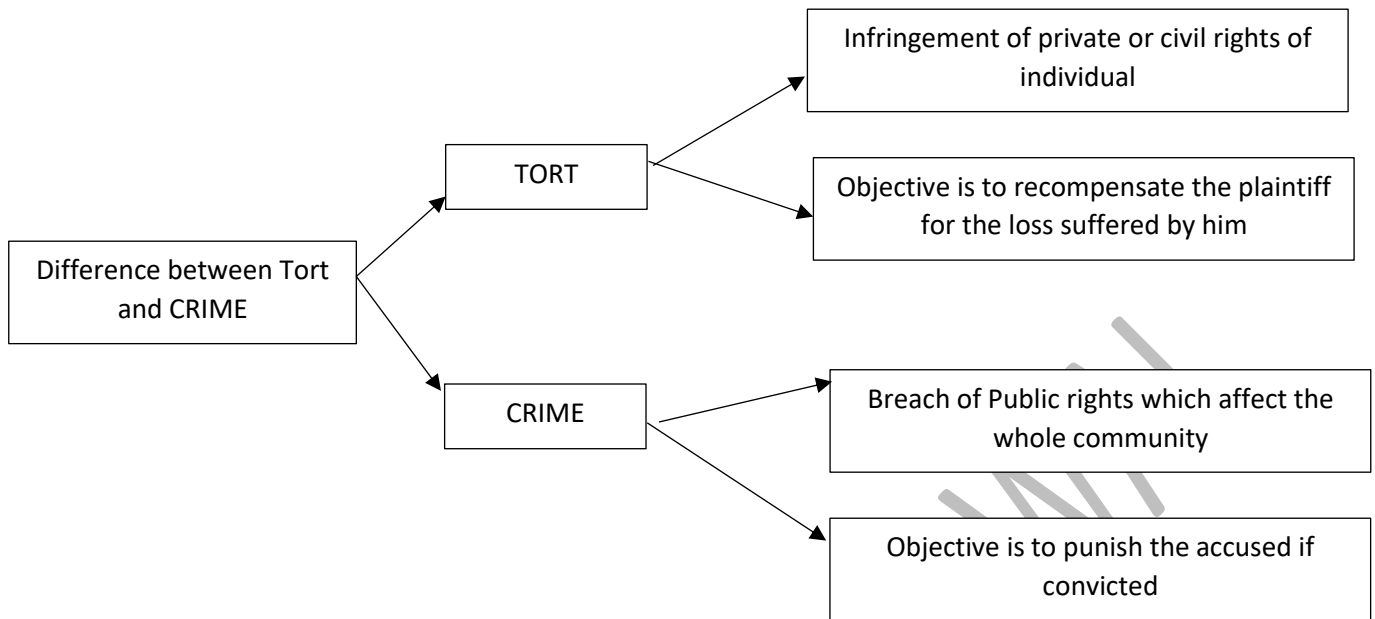 Infringement of private or civil rights of
individual
TORT
Objective is to recompensate the plaintiff
for the loss suffered by him
Difference between Tort
and CRIME
CRIME
Breach of Public rights which affect the
whole community
Objective is to punish the accused if
convicted